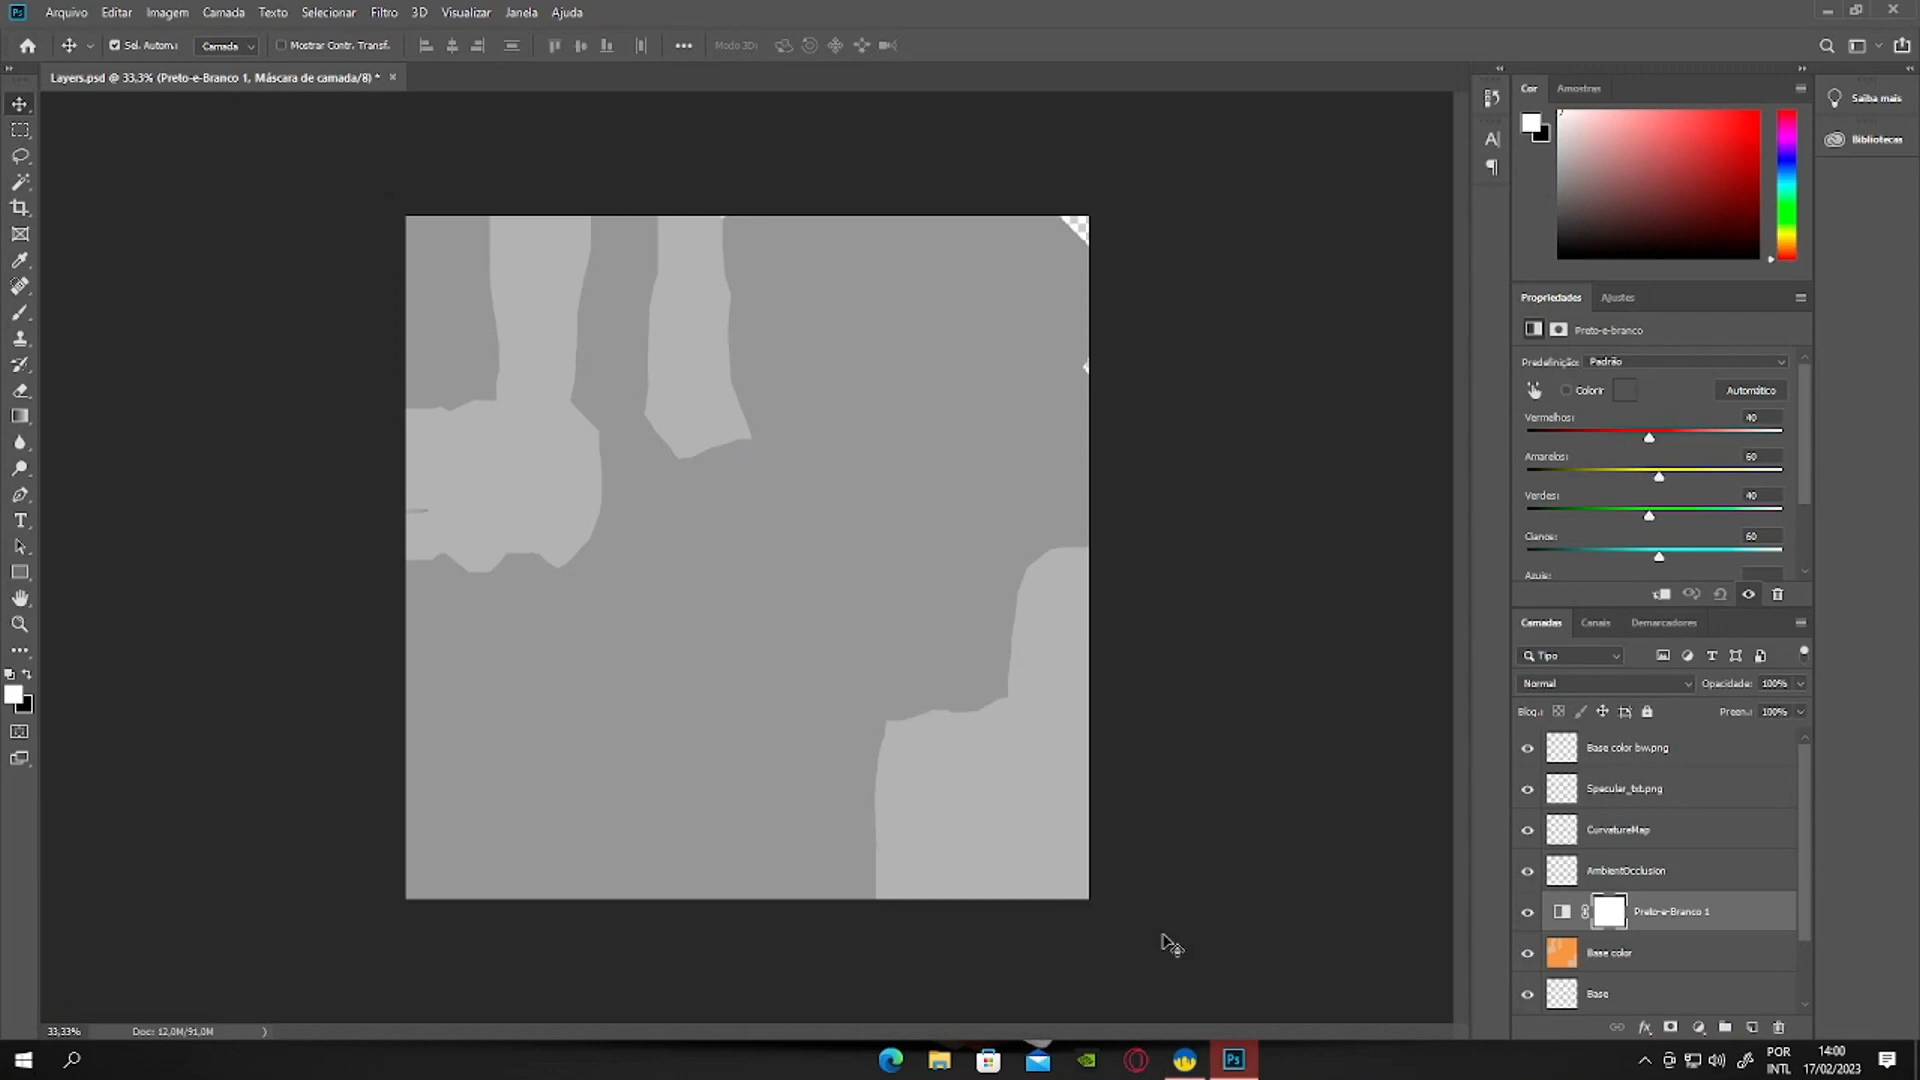 Ps Arquivo Editar Imagem Camada Texto Selecionar Filtro 3D Visualizar Janela Ajuda
Sel. Autom.: Camada Mostrar Contr. Transf. Modo 3D:
Layers.psd @ 33,3% (Preto-e-Branco 1, Máscara de camada/8) *
Cor Amostras
Saiba mais
Bibliotecas
Propriedades Ajustes
Preto-e-branco
Predefinição: Padrão
Colorir Automático
Vermelhos: 40
Amarelos: 60
Verdes: 40
Cianos: 60
Azuis:
Camadas Canais Demarcadores
Tipo
Normal Opacidade: 100%
Bloq.: Preen.: 100%
Base color bw.png
Specular_txt.png
CurvatureMap
AmbientOcclusion
Preto-e-Branco 1
Base color
Base
33,33% Doc: 12,0M/91,0M
Ps
POR
INTL
14:00
17/02/2023